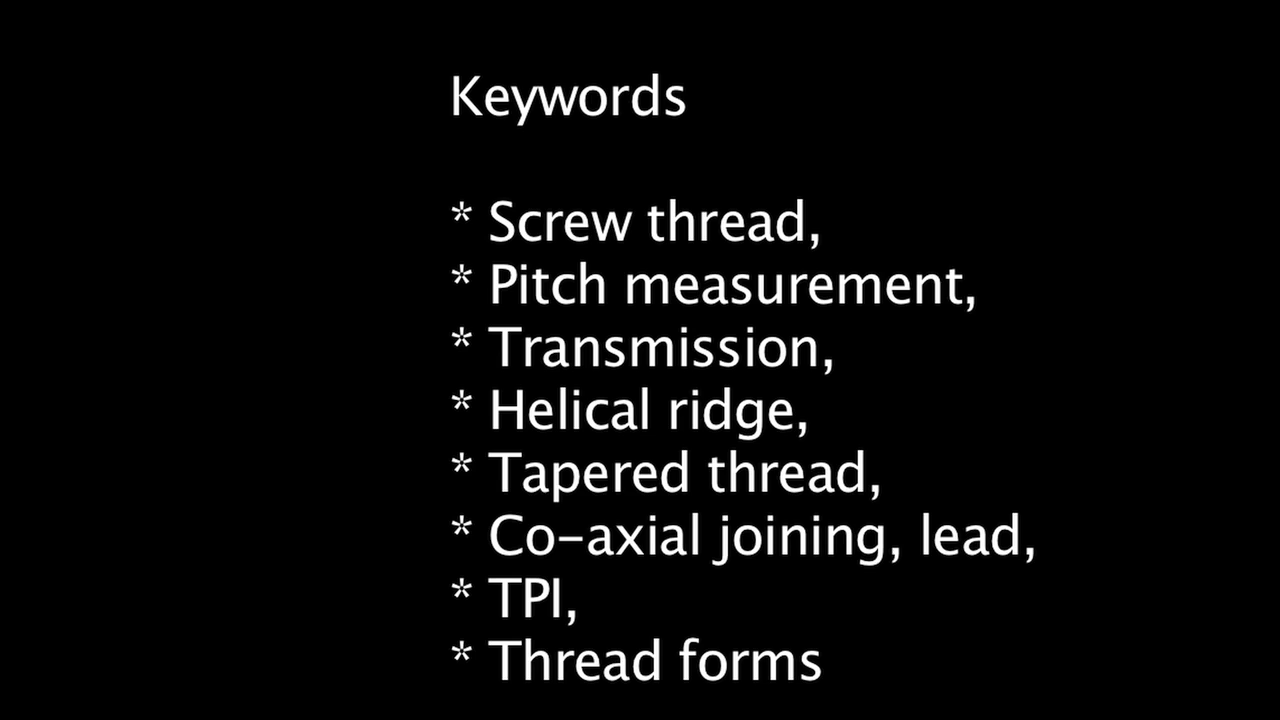 Keywords
* Screw thread,
* Pitch measurement,
* Transmission,
* Helical ridge,
* Tapered thread,
* Co-axial joining, lead,
* TPI,
* Thread forms